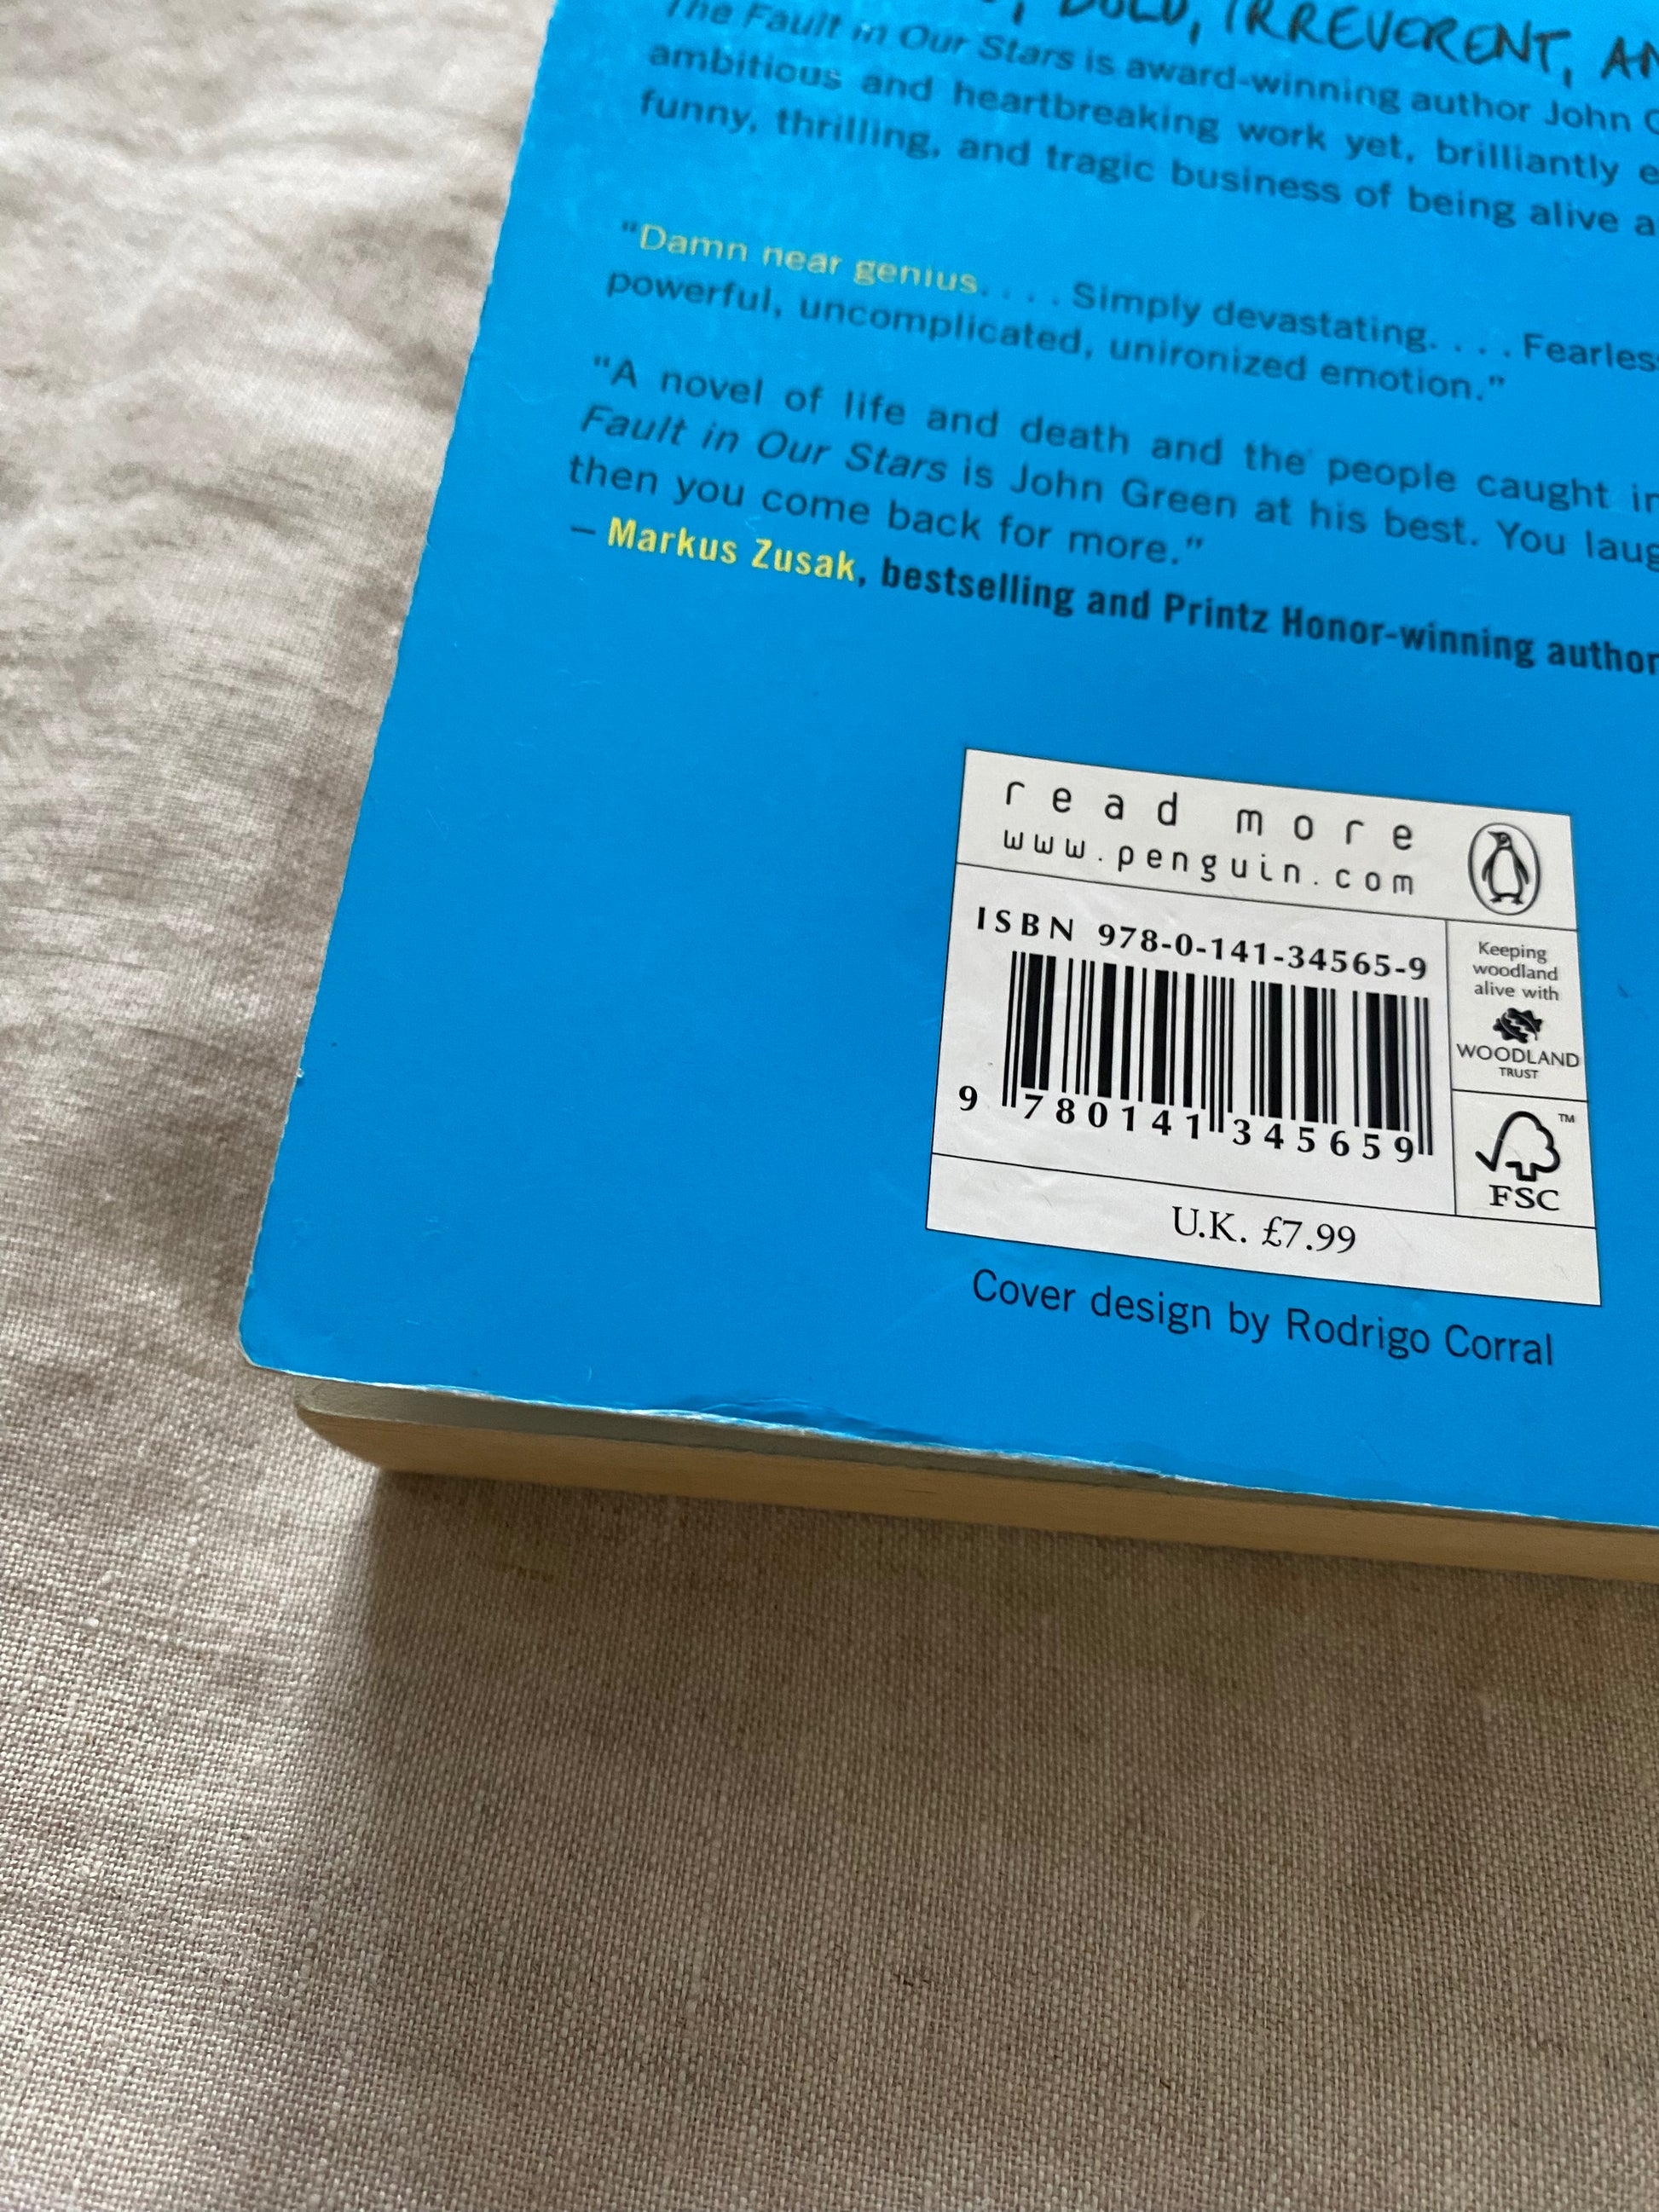 BOLD, IRREVERENT,
The Fault in Our Stars is award-winning author John
ambitious and heartbreaking work yet, brilliantly
funny, thrilling, and tragic business of being alive
"Damn near genius. . . . Simply devastating. . . . Fearless
powerful, uncomplicated, unironized emotion."
"A novel of life and death and the people caught in
Fault in Our Stars is John Green at his best. You laug
then you come back for more."
– Markus Zusak, bestselling and Printz Honor-winning author
read more
www.penguin.com
ISBN 978-0-141-34565-9
9 780141 345659
Keeping
woodland
alive with
WOODLAND
TRUST
TM
FSC
U.K. £7.99
Cover design by Rodrigo Corral